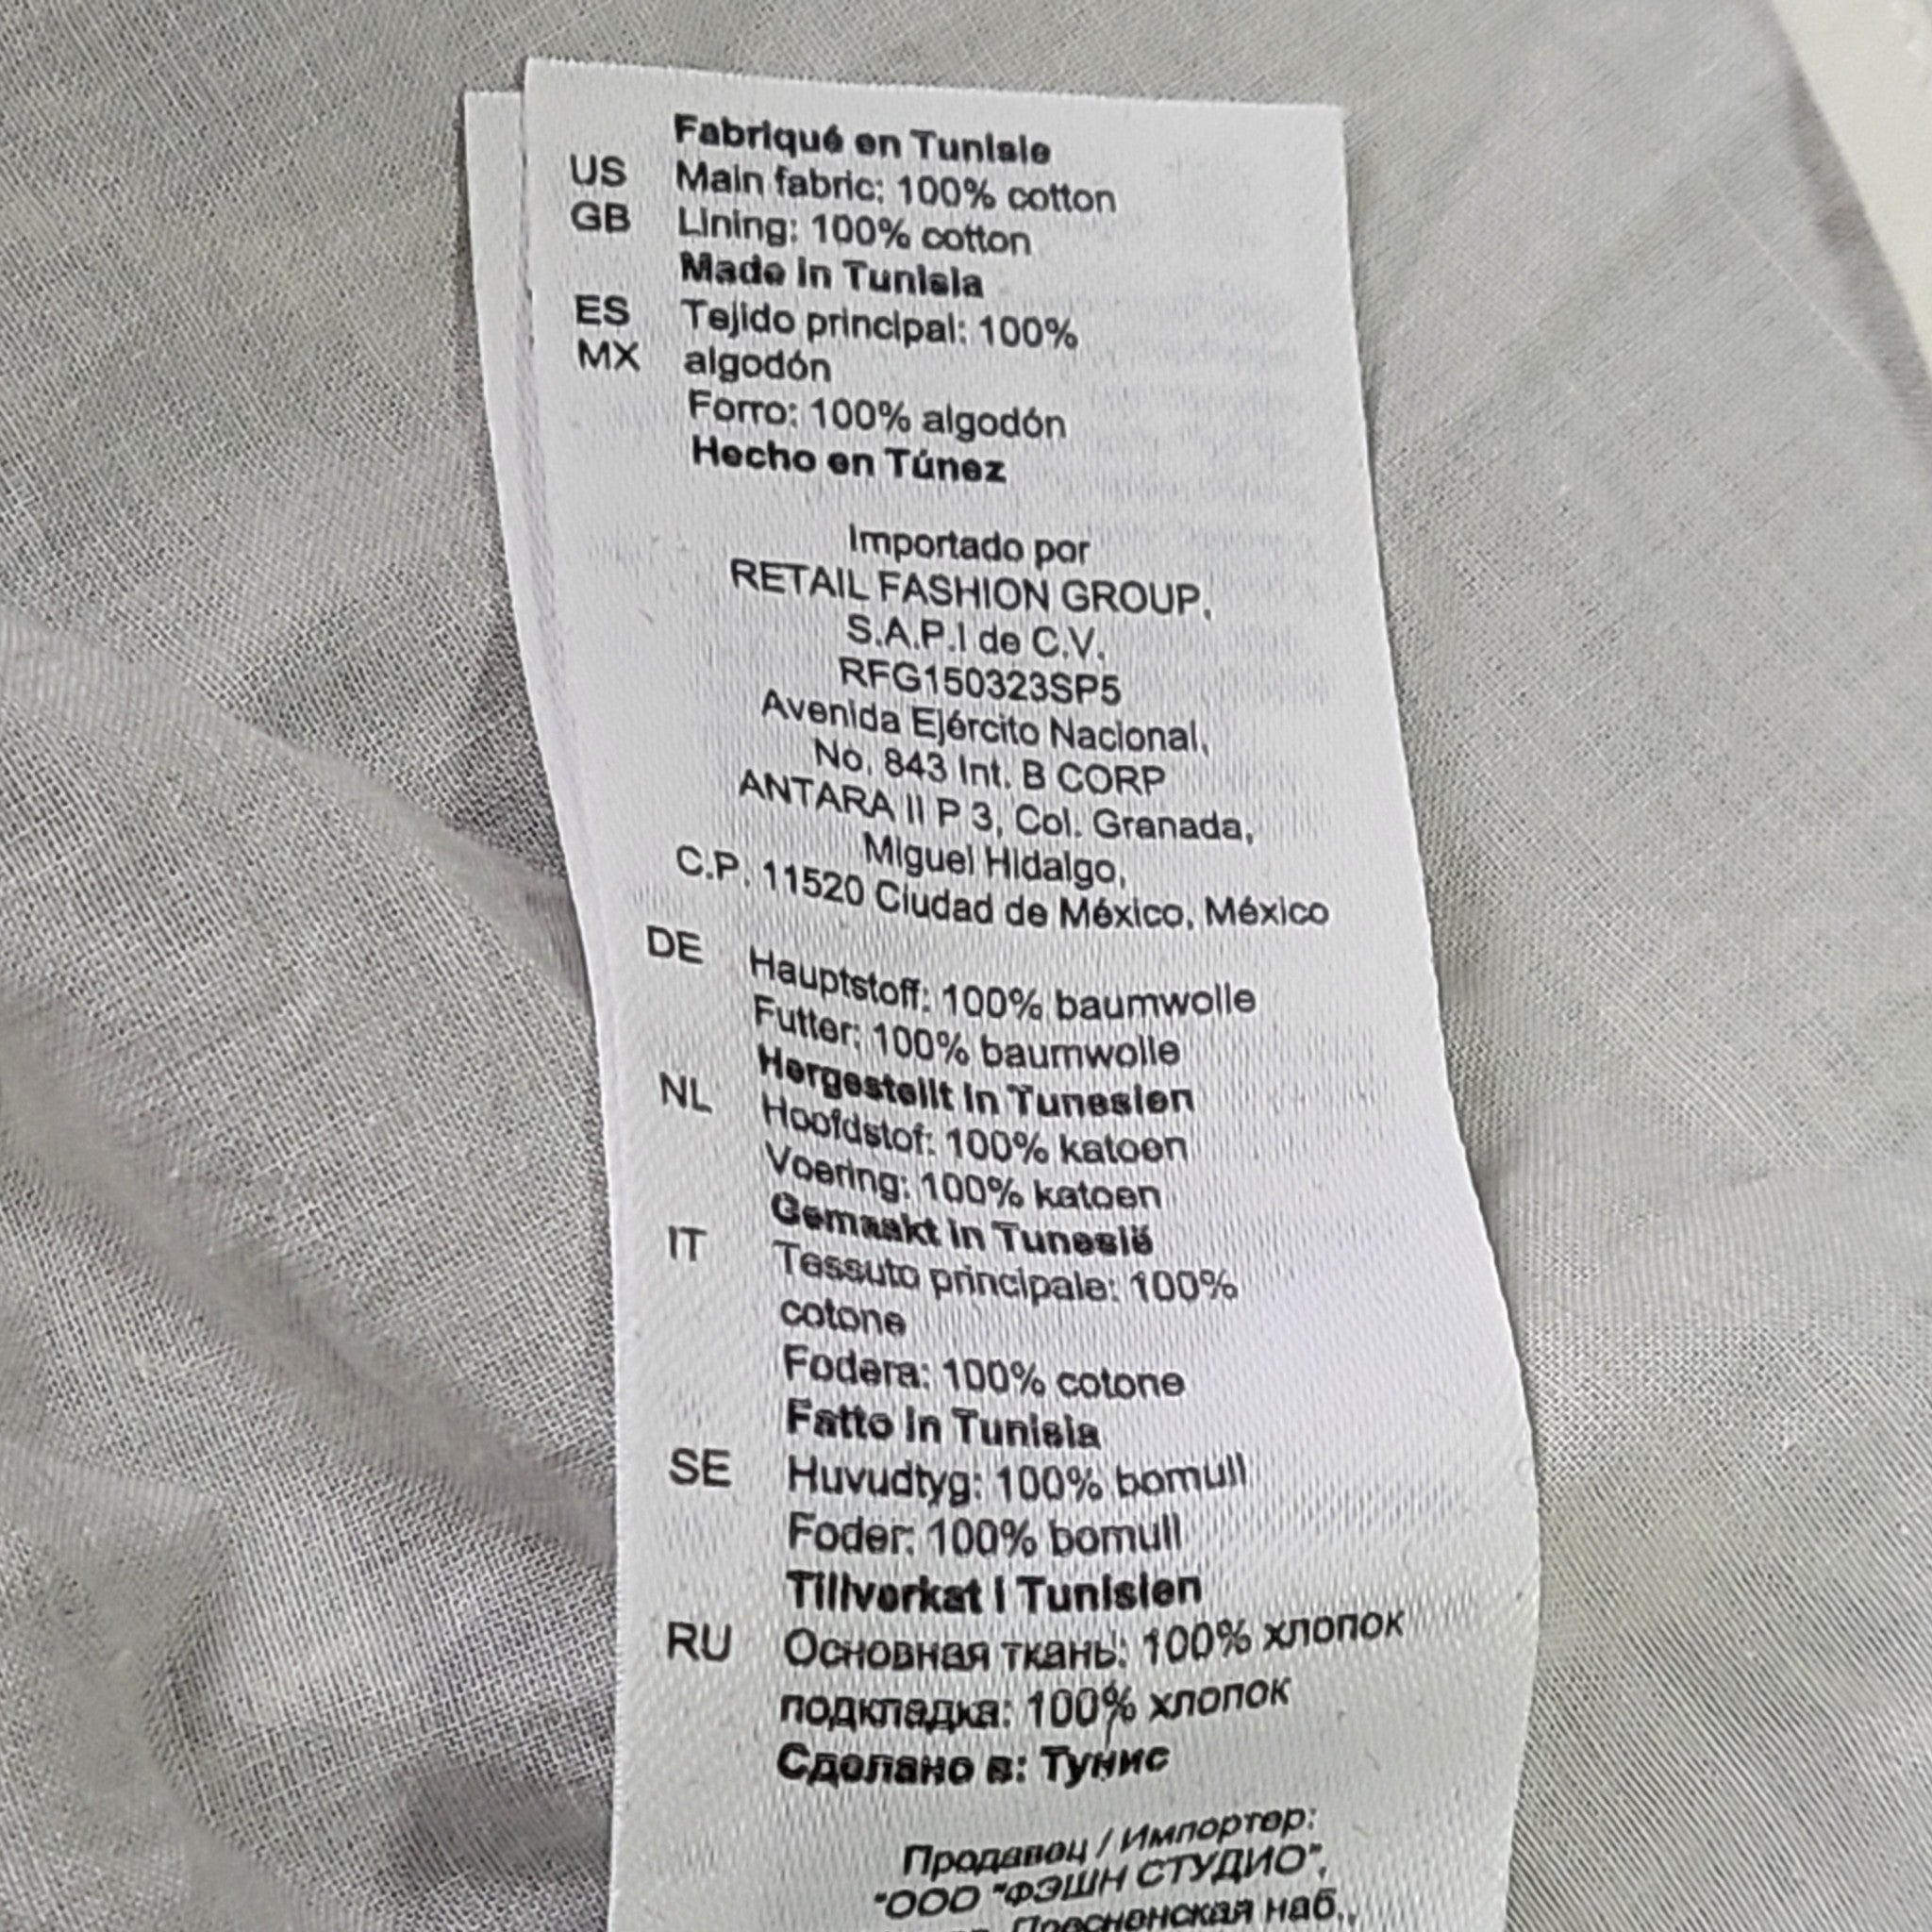 Fabriqué en Tunisie
US Main fabric: 100% cotton
GB Lining: 100% cotton
Made in Tunisia
ES Tejido principal: 100%
MX algodón
Forro: 100% algodón
Hecho en Túnez
Importado por
RETAIL FASHION GROUP,
S.A.P.I de C.V.
RFG150323SP5
Avenida Ejército Nacional,
No. 843 Int. B CORP
ANTARA II P 3, Col. Granada,
Miguel Hidalgo,
C.P. 11520 Ciudad de México, México
DE Hauptstoff: 100% baumwolle
Futter: 100% baumwolle
Hergestellt in Tunesien
NL Hoofdstof: 100% katoen
Voering: 100% katoen
Gemaakt in Tunesië
IT Tessuto principale: 100%
cotone
Fodera: 100% cotone
Fatto in Tunisia
SE Huvudtyg: 100% bomull
Foder: 100% bomull
Tillverkat i Tunisien
RU Основная ткань: 100% хлопок
подкладка: 100% хлопок
Сделано в: Тунис
Продавец / Импортер:
"ООО "ФЭШН СТУДИО",
Пресненская наб.,